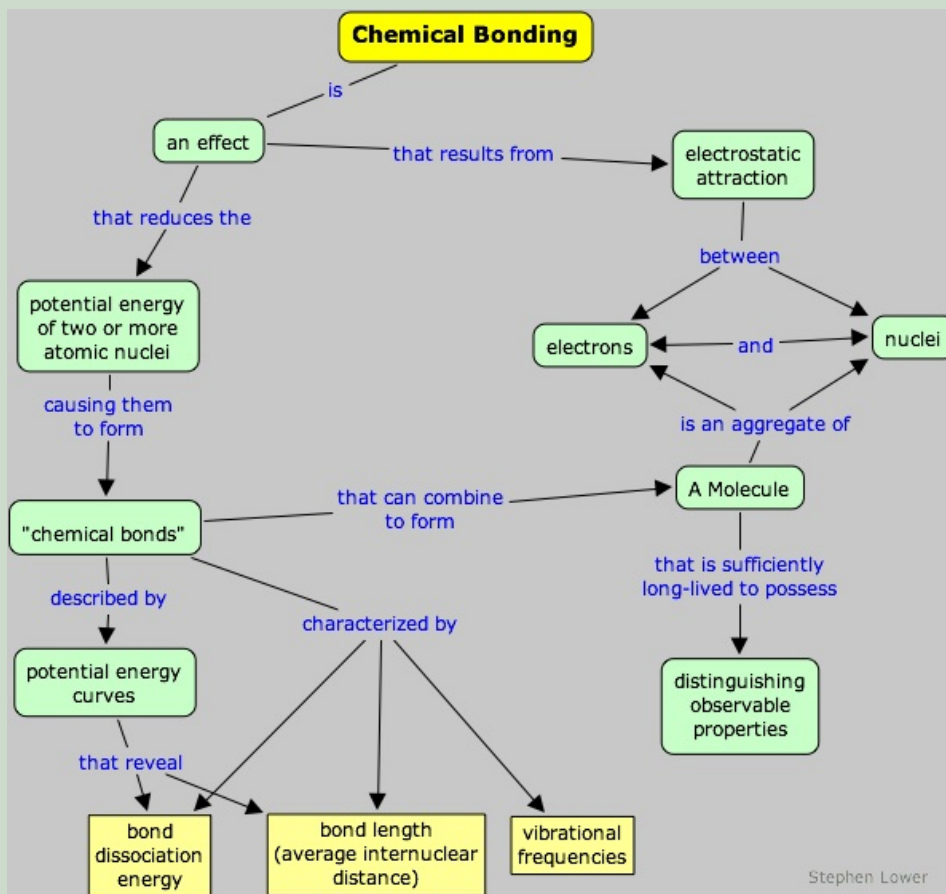 Chemical Bonding
is
an effect
that results from
electrostatic
attraction
that reduces the
between
potential energy
of two or more
atomic nuclei
electrons
and
nuclei
causing them
to form
is an aggregate of
"chemical bonds"
that can combine
to form
A Molecule
described by
characterized by
that is sufficiently
long-lived to possess
potential energy
curves
distinguishing
observable
properties
that reveal
bond
dissociation
energy
bond length
(average internuclear
distance)
vibrational
frequencies
Stephen Lower